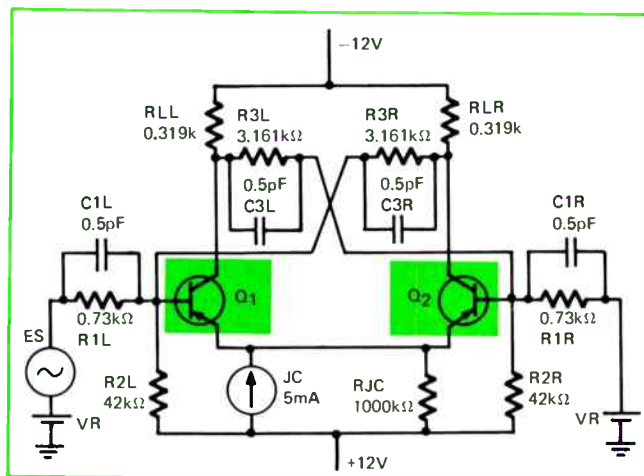 −12V
RLL
0.319k
R3L
3.161kΩ
R3R
3.161kΩ
RLR
0.319k
0.5pF
C3L
0.5pF
C3R
C1L
0.5pF
C1R
0.5pF
Q1
Q2
0.73kΩ
R1L
0.73kΩ
R1R
ES
VR
R2L
42kΩ
JC
5mA
RJC
1000kΩ
R2R
42kΩ
VR
+12V